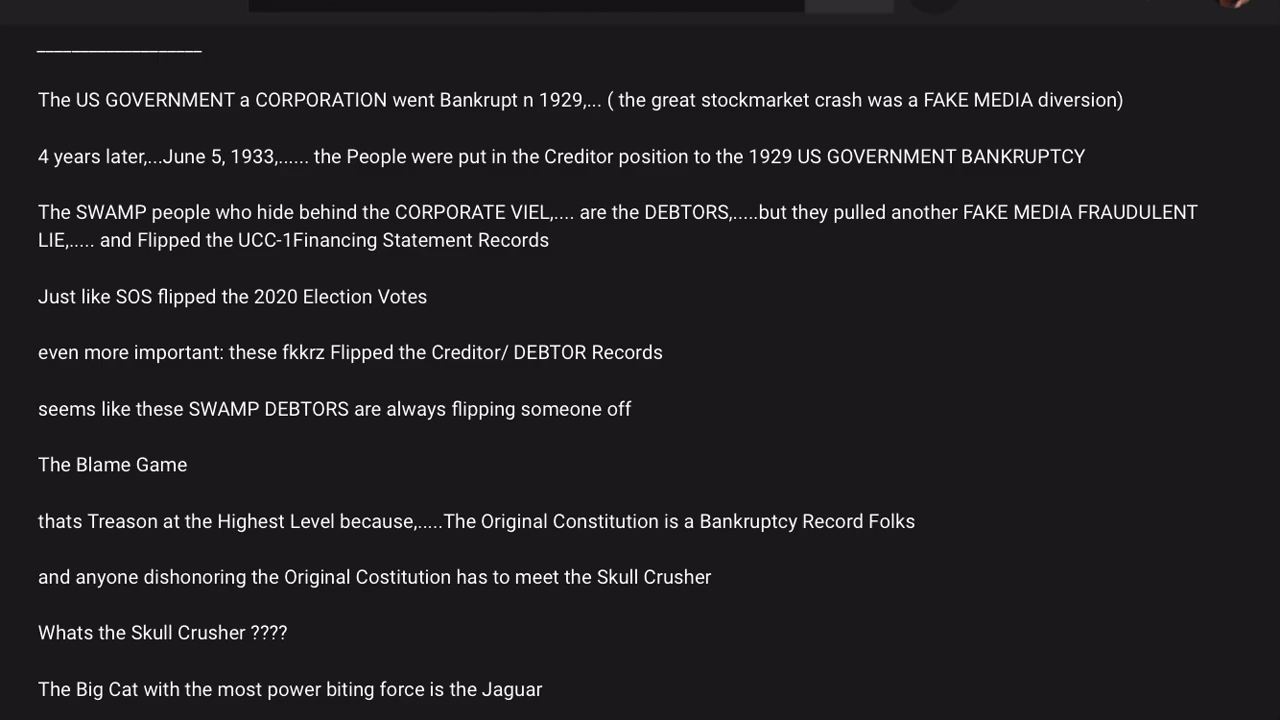 ___________________
The US GOVERNMENT a CORPORATION went Bankrupt n 1929,... ( the great stockmarket crash was a FAKE MEDIA diversion)
4 years later,...June 5, 1933,...... the People were put in the Creditor position to the 1929 US GOVERNMENT BANKRUPTCY
The SWAMP people who hide behind the CORPORATE VIEL,.... are the DEBTORS,.....but they pulled another FAKE MEDIA FRAUDULENT
LIE,..... and Flipped the UCC-1Financing Statement Records
Just like SOS flipped the 2020 Election Votes
even more important: these fkkrz Flipped the Creditor/ DEBTOR Records
seems like these SWAMP DEBTORS are always flipping someone off
The Blame Game
thats Treason at the Highest Level because,.....The Original Constitution is a Bankruptcy Record Folks
and anyone dishonoring the Original Costitution has to meet the Skull Crusher
Whats the Skull Crusher ????
The Big Cat with the most power biting force is the Jaguar